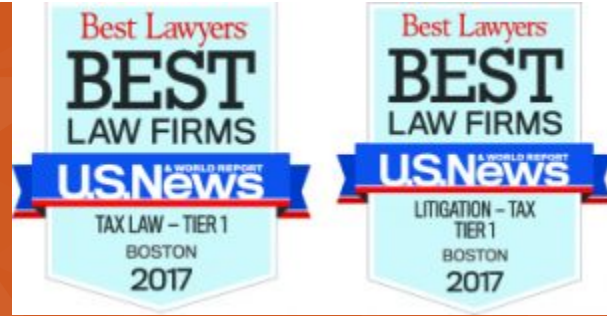 Best Lawyers
BEST
LAW FIRMS
U.S.News
& WORLD REPORT
TAX LAW – TIER 1
BOSTON
2017
Best Lawyers
BEST
LAW FIRMS
U.S.News
& WORLD REPORT
LITIGATION – TAX
TIER 1
BOSTON
2017